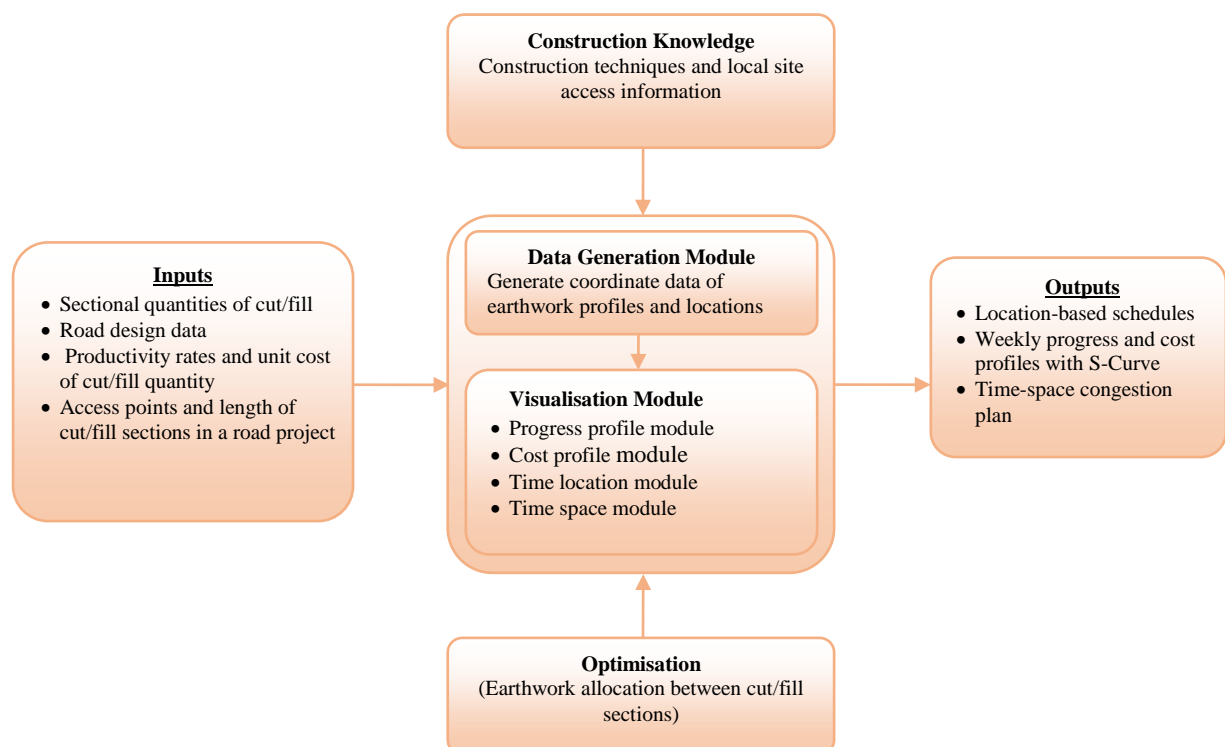 Construction Knowledge
Construction techniques and local site
access information
Inputs
• Sectional quantities of cut/fill
• Road design data
• Productivity rates and unit cost
of cut/fill quantity
• Access points and length of
cut/fill sections in a road project
Data Generation Module
Generate coordinate data of
earthwork profiles and locations
Visualisation Module
• Progress profile module
• Cost profile module
• Time location module
• Time space module
Outputs
• Location-based schedules
• Weekly progress and cost
profiles with S-Curve
• Time-space congestion
plan
Optimisation
(Earthwork allocation between cut/fill
sections)